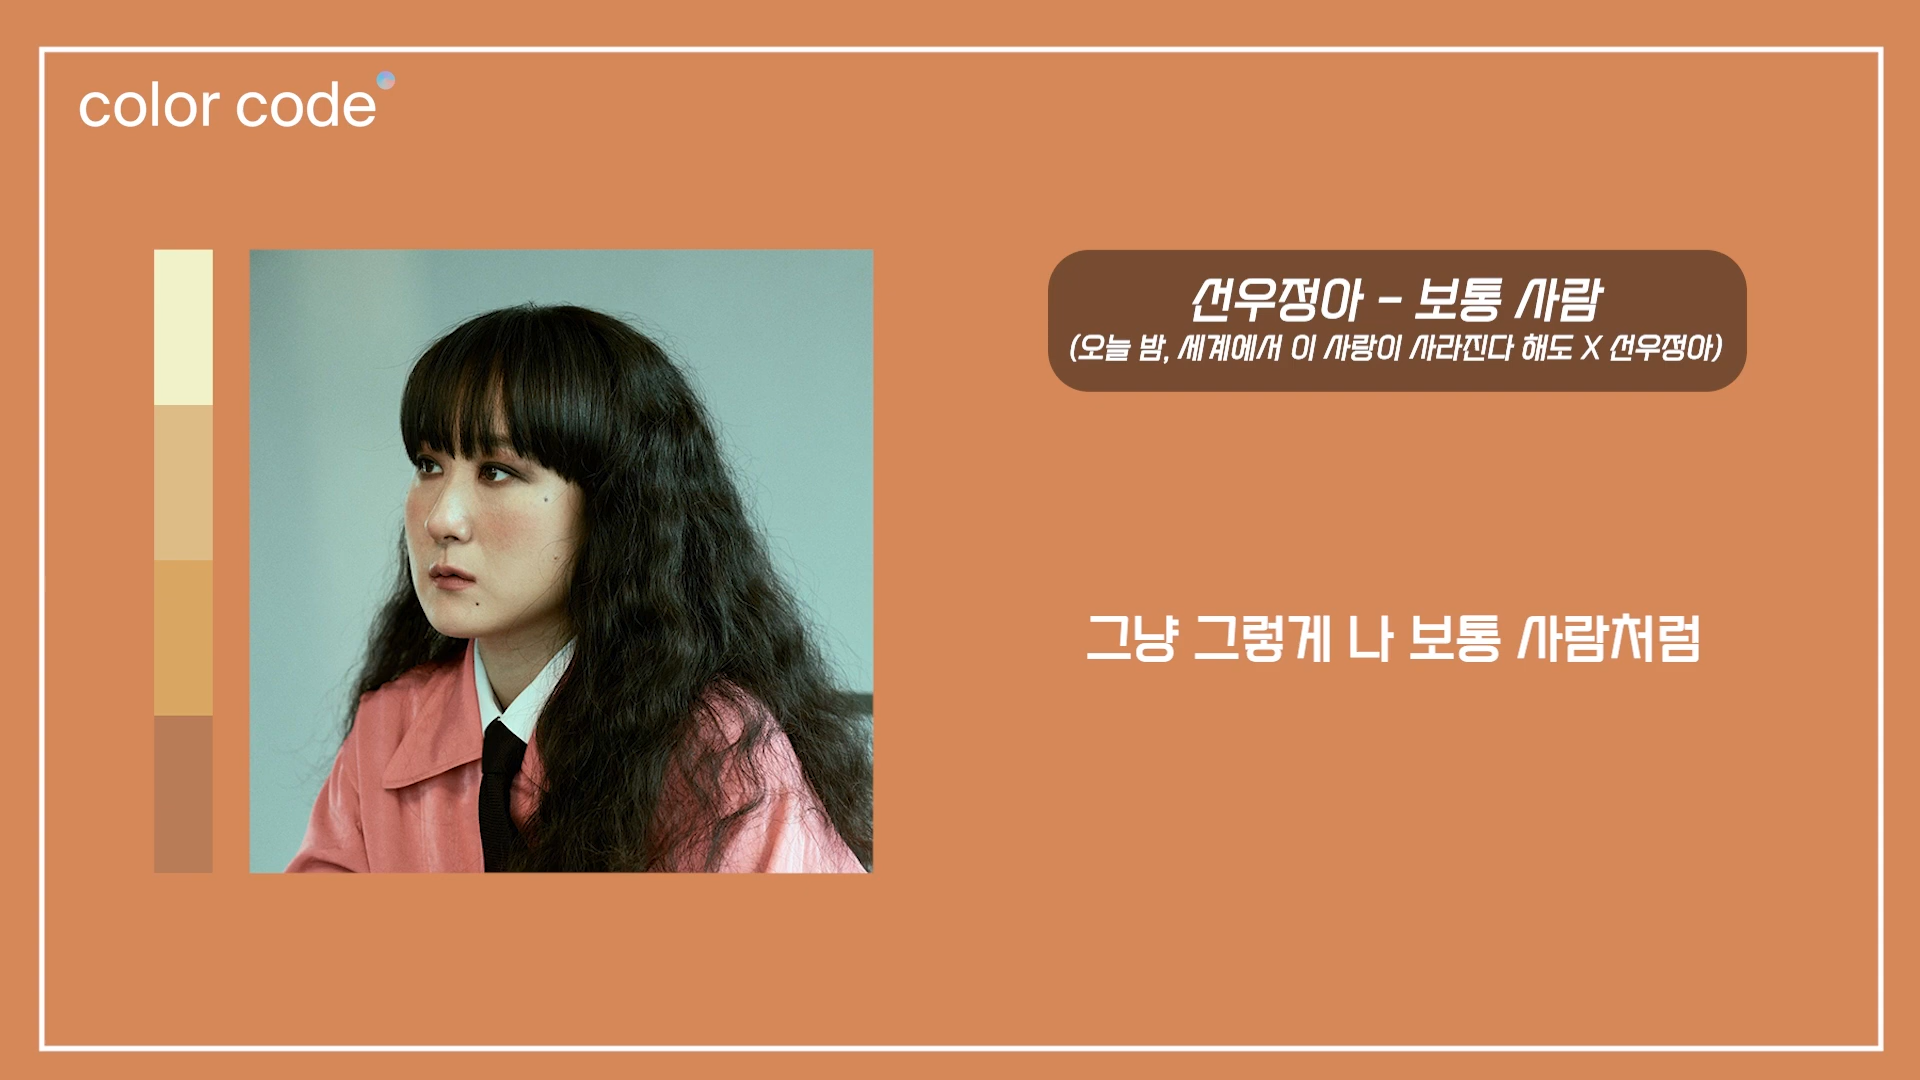 color code
선우정아 - 보통 사람
(오늘 밤, 세계에서 이 사랑이 사라진다 해도 X 선우정아)
그냥 그렇게 나 보통 사람처럼